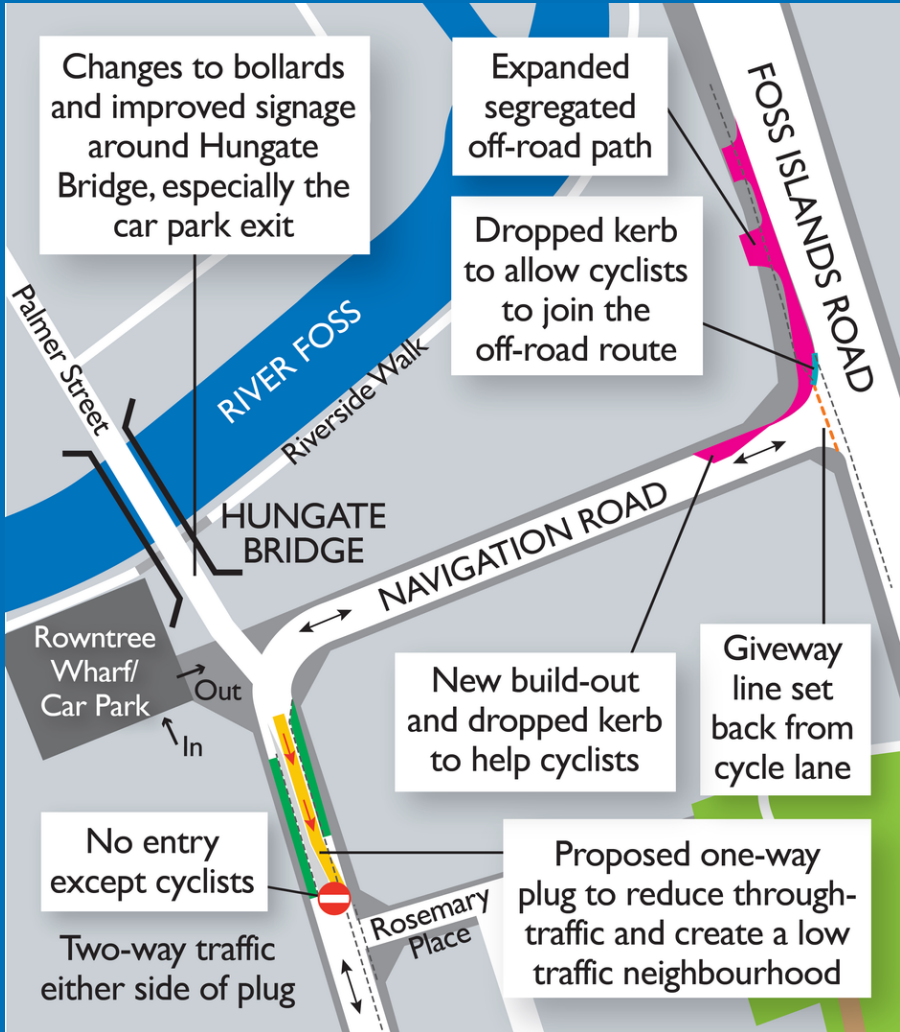 Changes to bollards
and improved signage
around Hungate
Bridge, especially the
car park exit
Expanded
segregated
off-road path
FOSS ISLANDS ROAD
Dropped kerb
to allow cyclists
to join the
off-road route
Palmer Street
RIVER FOSS
Riverside Walk
HUNGATE
BRIDGE
NAVIGATION ROAD
Rowntree
Wharf/
Car Park
Out
In
New build-out
and dropped kerb
to help cyclists
Giveway
line set
back from
cycle lane
No entry
except cyclists
Two-way traffic
either side of plug
Rosemary
Place
Proposed one-way
plug to reduce through-
traffic and create a low
traffic neighbourhood